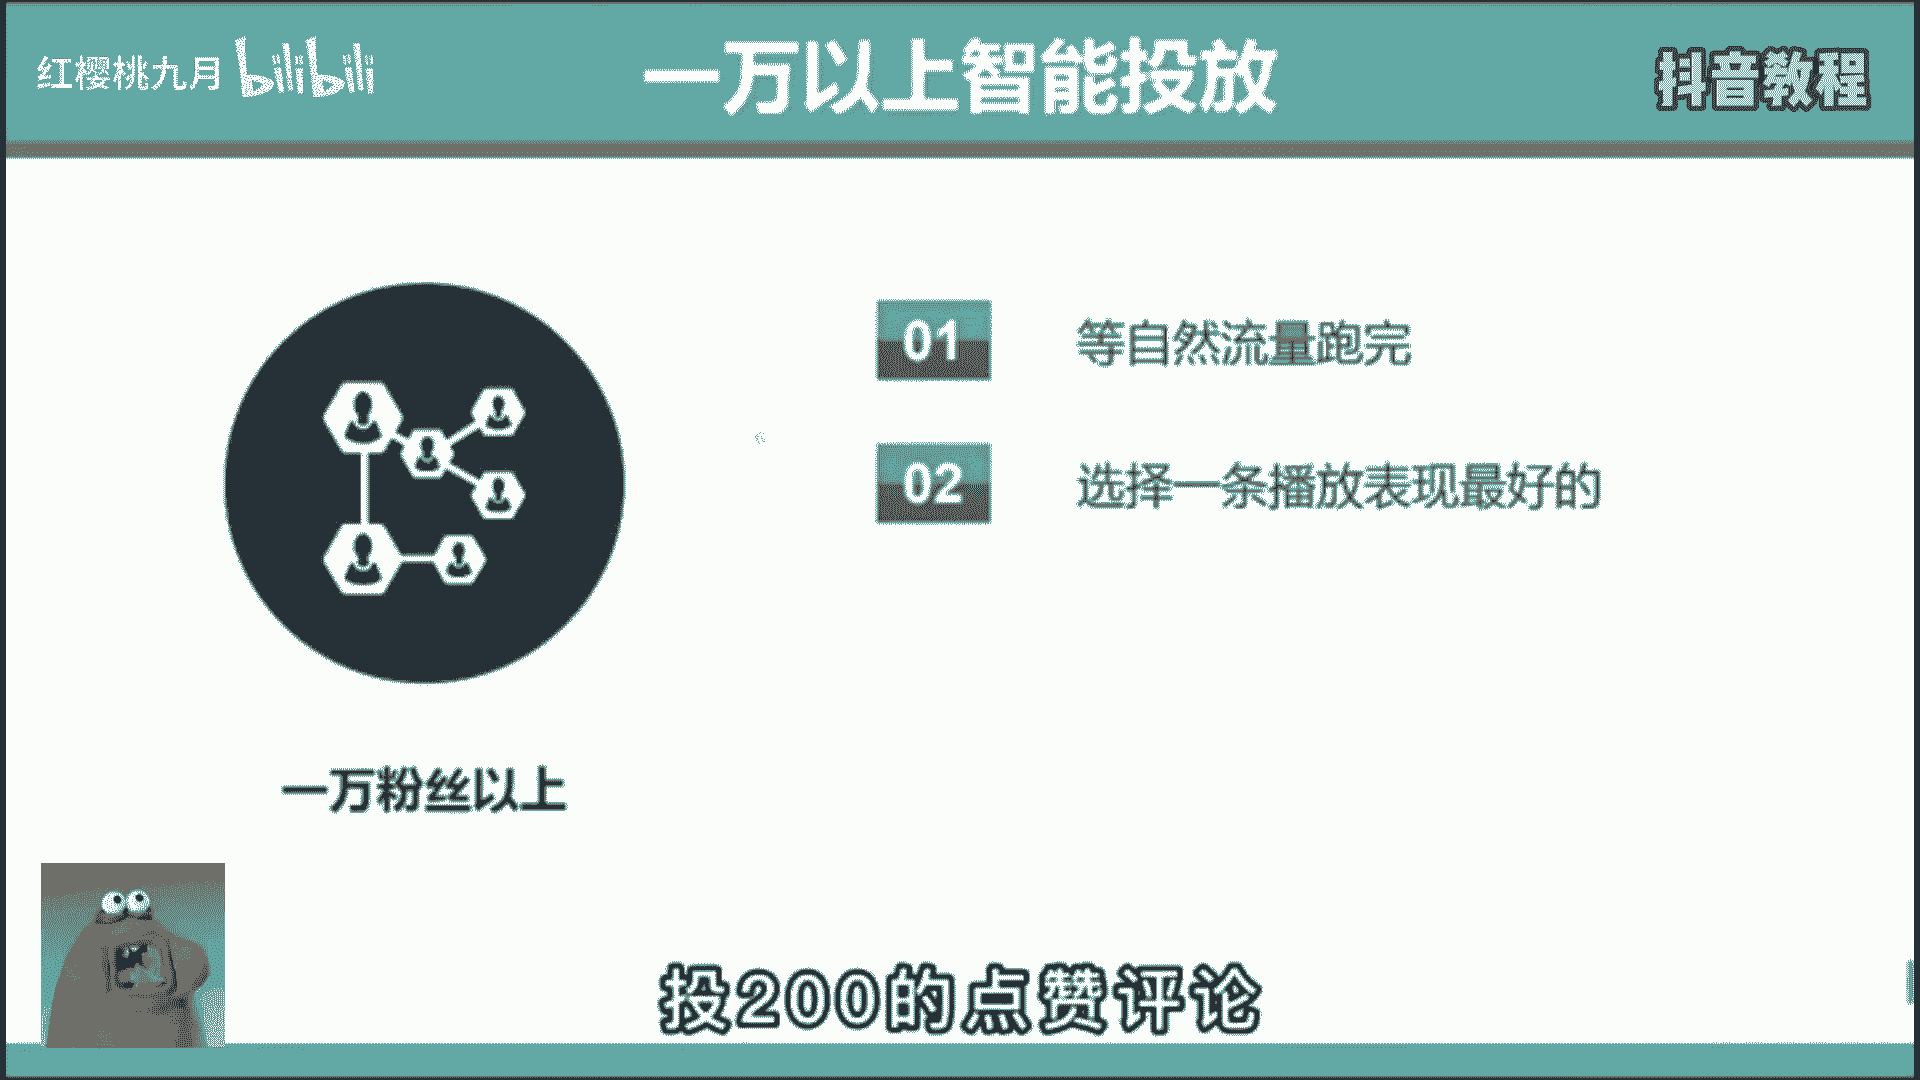 红樱桃九月 bilibili
一万以上智能投放
抖音教程
01 等自然流量跑完
02 选择一条播放表现最好的
一万粉丝以上
投200的点赞评论